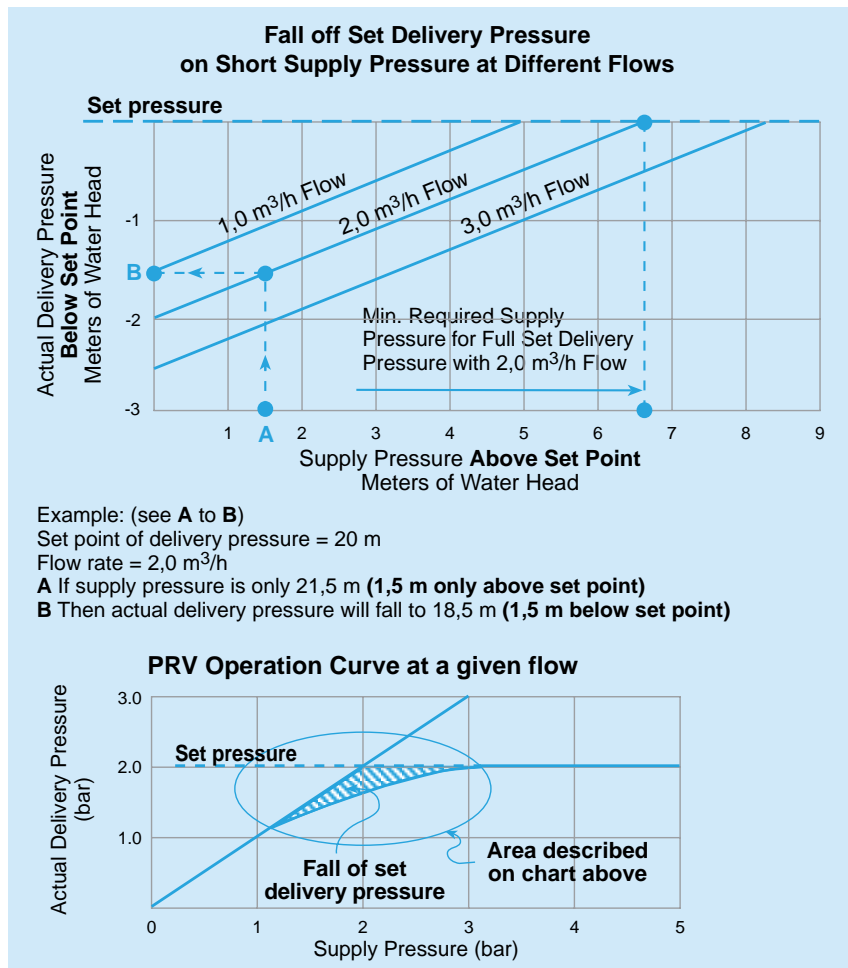 Fall off Set Delivery Pressure
on Short Supply Pressure at Different Flows
Set pressure
Actual Delivery Pressure
Below Set Point
Meters of Water Head
-1
-2
-3
B
1,0 m³/h Flow
2,0 m³/h Flow
3,0 m³/h Flow
Min. Required Supply
Pressure for Full Set Delivery
Pressure with 2,0 m³/h Flow
1 2 3 4 5 6 7 8 9
A
Supply Pressure Above Set Point
Meters of Water Head
Example: (see A to B)
Set point of delivery pressure = 20 m
Flow rate = 2,0 m³/h
A If supply pressure is only 21,5 m (1,5 m only above set point)
B Then actual delivery pressure will fall to 18,5 m (1,5 m below set point)
PRV Operation Curve at a given flow
Actual Delivery Pressure
(bar)
3.0
2.0
1.0
Set pressure
Fall of set
delivery pressure
Area described
on chart above
0 1 2 3 4 5
Supply Pressure (bar)